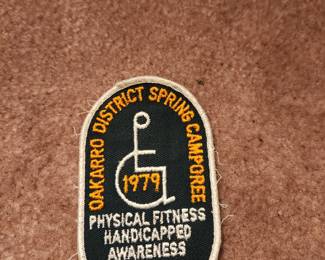 OAKARRO DISTRICT SPRING CAMPOREE
1979
PHYSICAL FITNESS
HANDICAPPED
AWARENESS